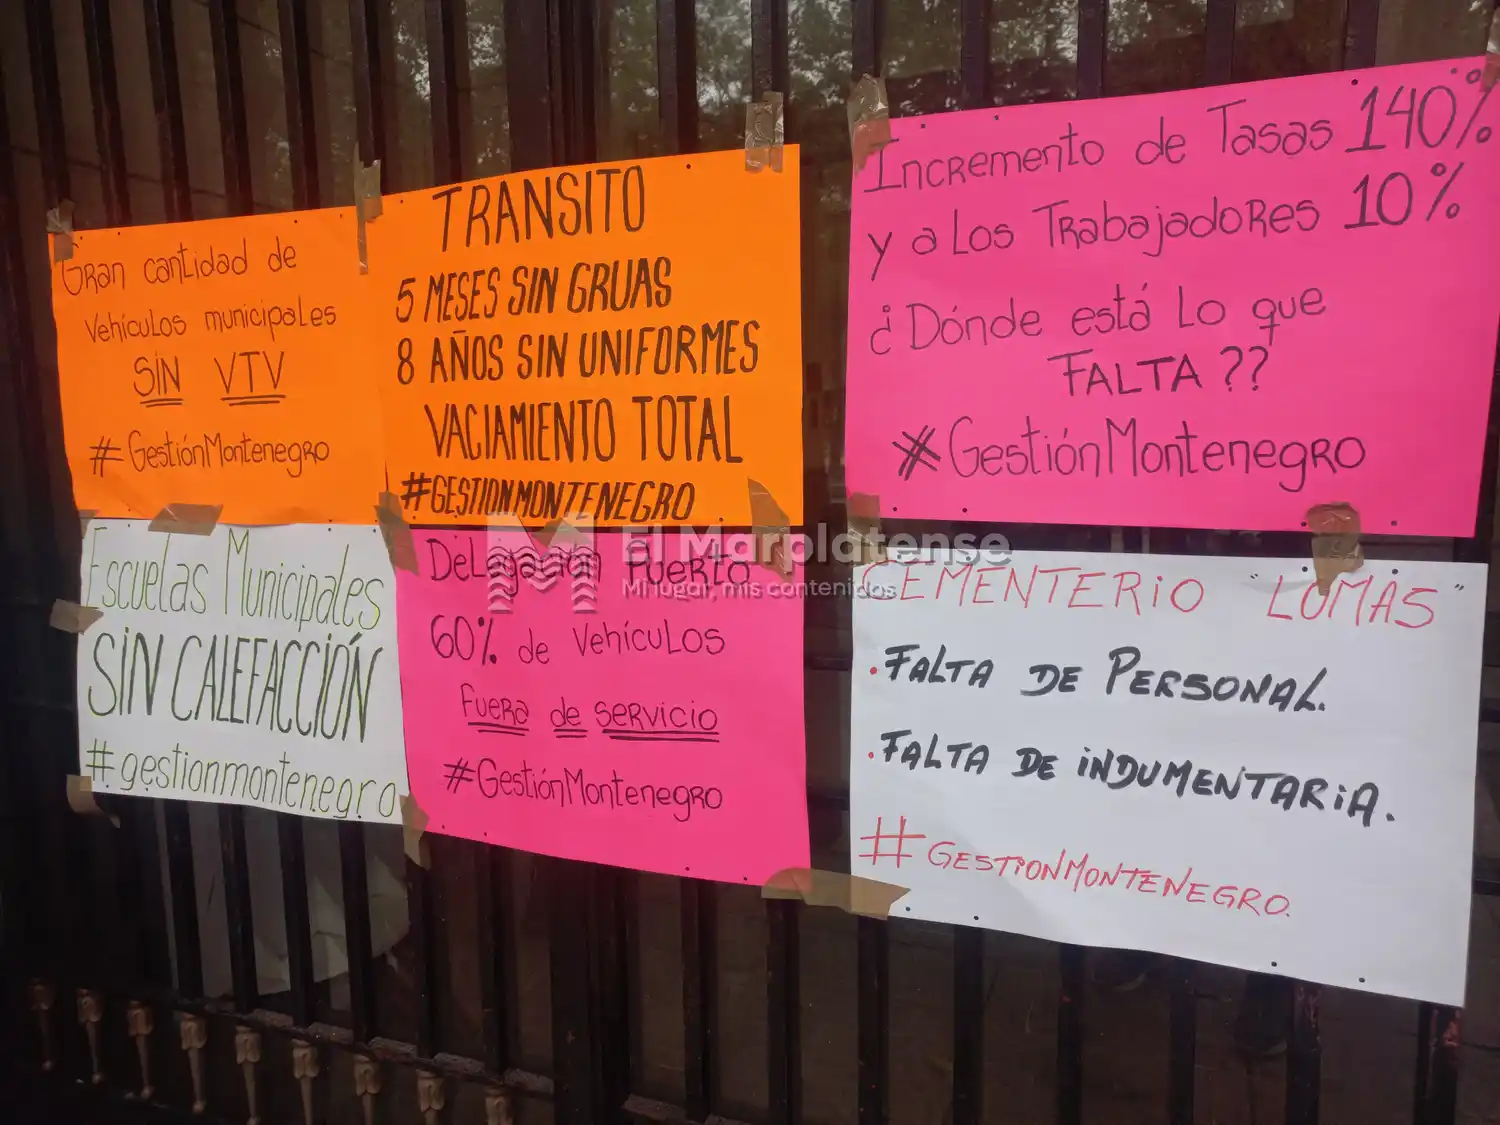 Gran cantidad de
Vehículos municipales
SIN VTV
#GestiónMontenegro
TRANSITO
5 MESES SIN GRUAS
8 AÑOS SIN UNIFORMES
VACIAMIENTO TOTAL
#GESTIONMONTENEGRO
Incremento de Tasas 140%
y a Los Trabajadores 10%
¿Dónde está Lo que
FALTA??
#GestiónMontenegro
Escuelas Municipales
SIN CALEFACCIÓN
#gestionmontenegro
Delegación Puerto
60% de Vehículos
Fuera de servicio
#GestiónMontenegro
CEMENTERIO "LOMAS"
.FALTA DE PERSONAL.
.FALTA DE INDUMENTARIA.
#GESTIONMONTENEGRO.
El Marplatense
Mi lugar, mis contenidos